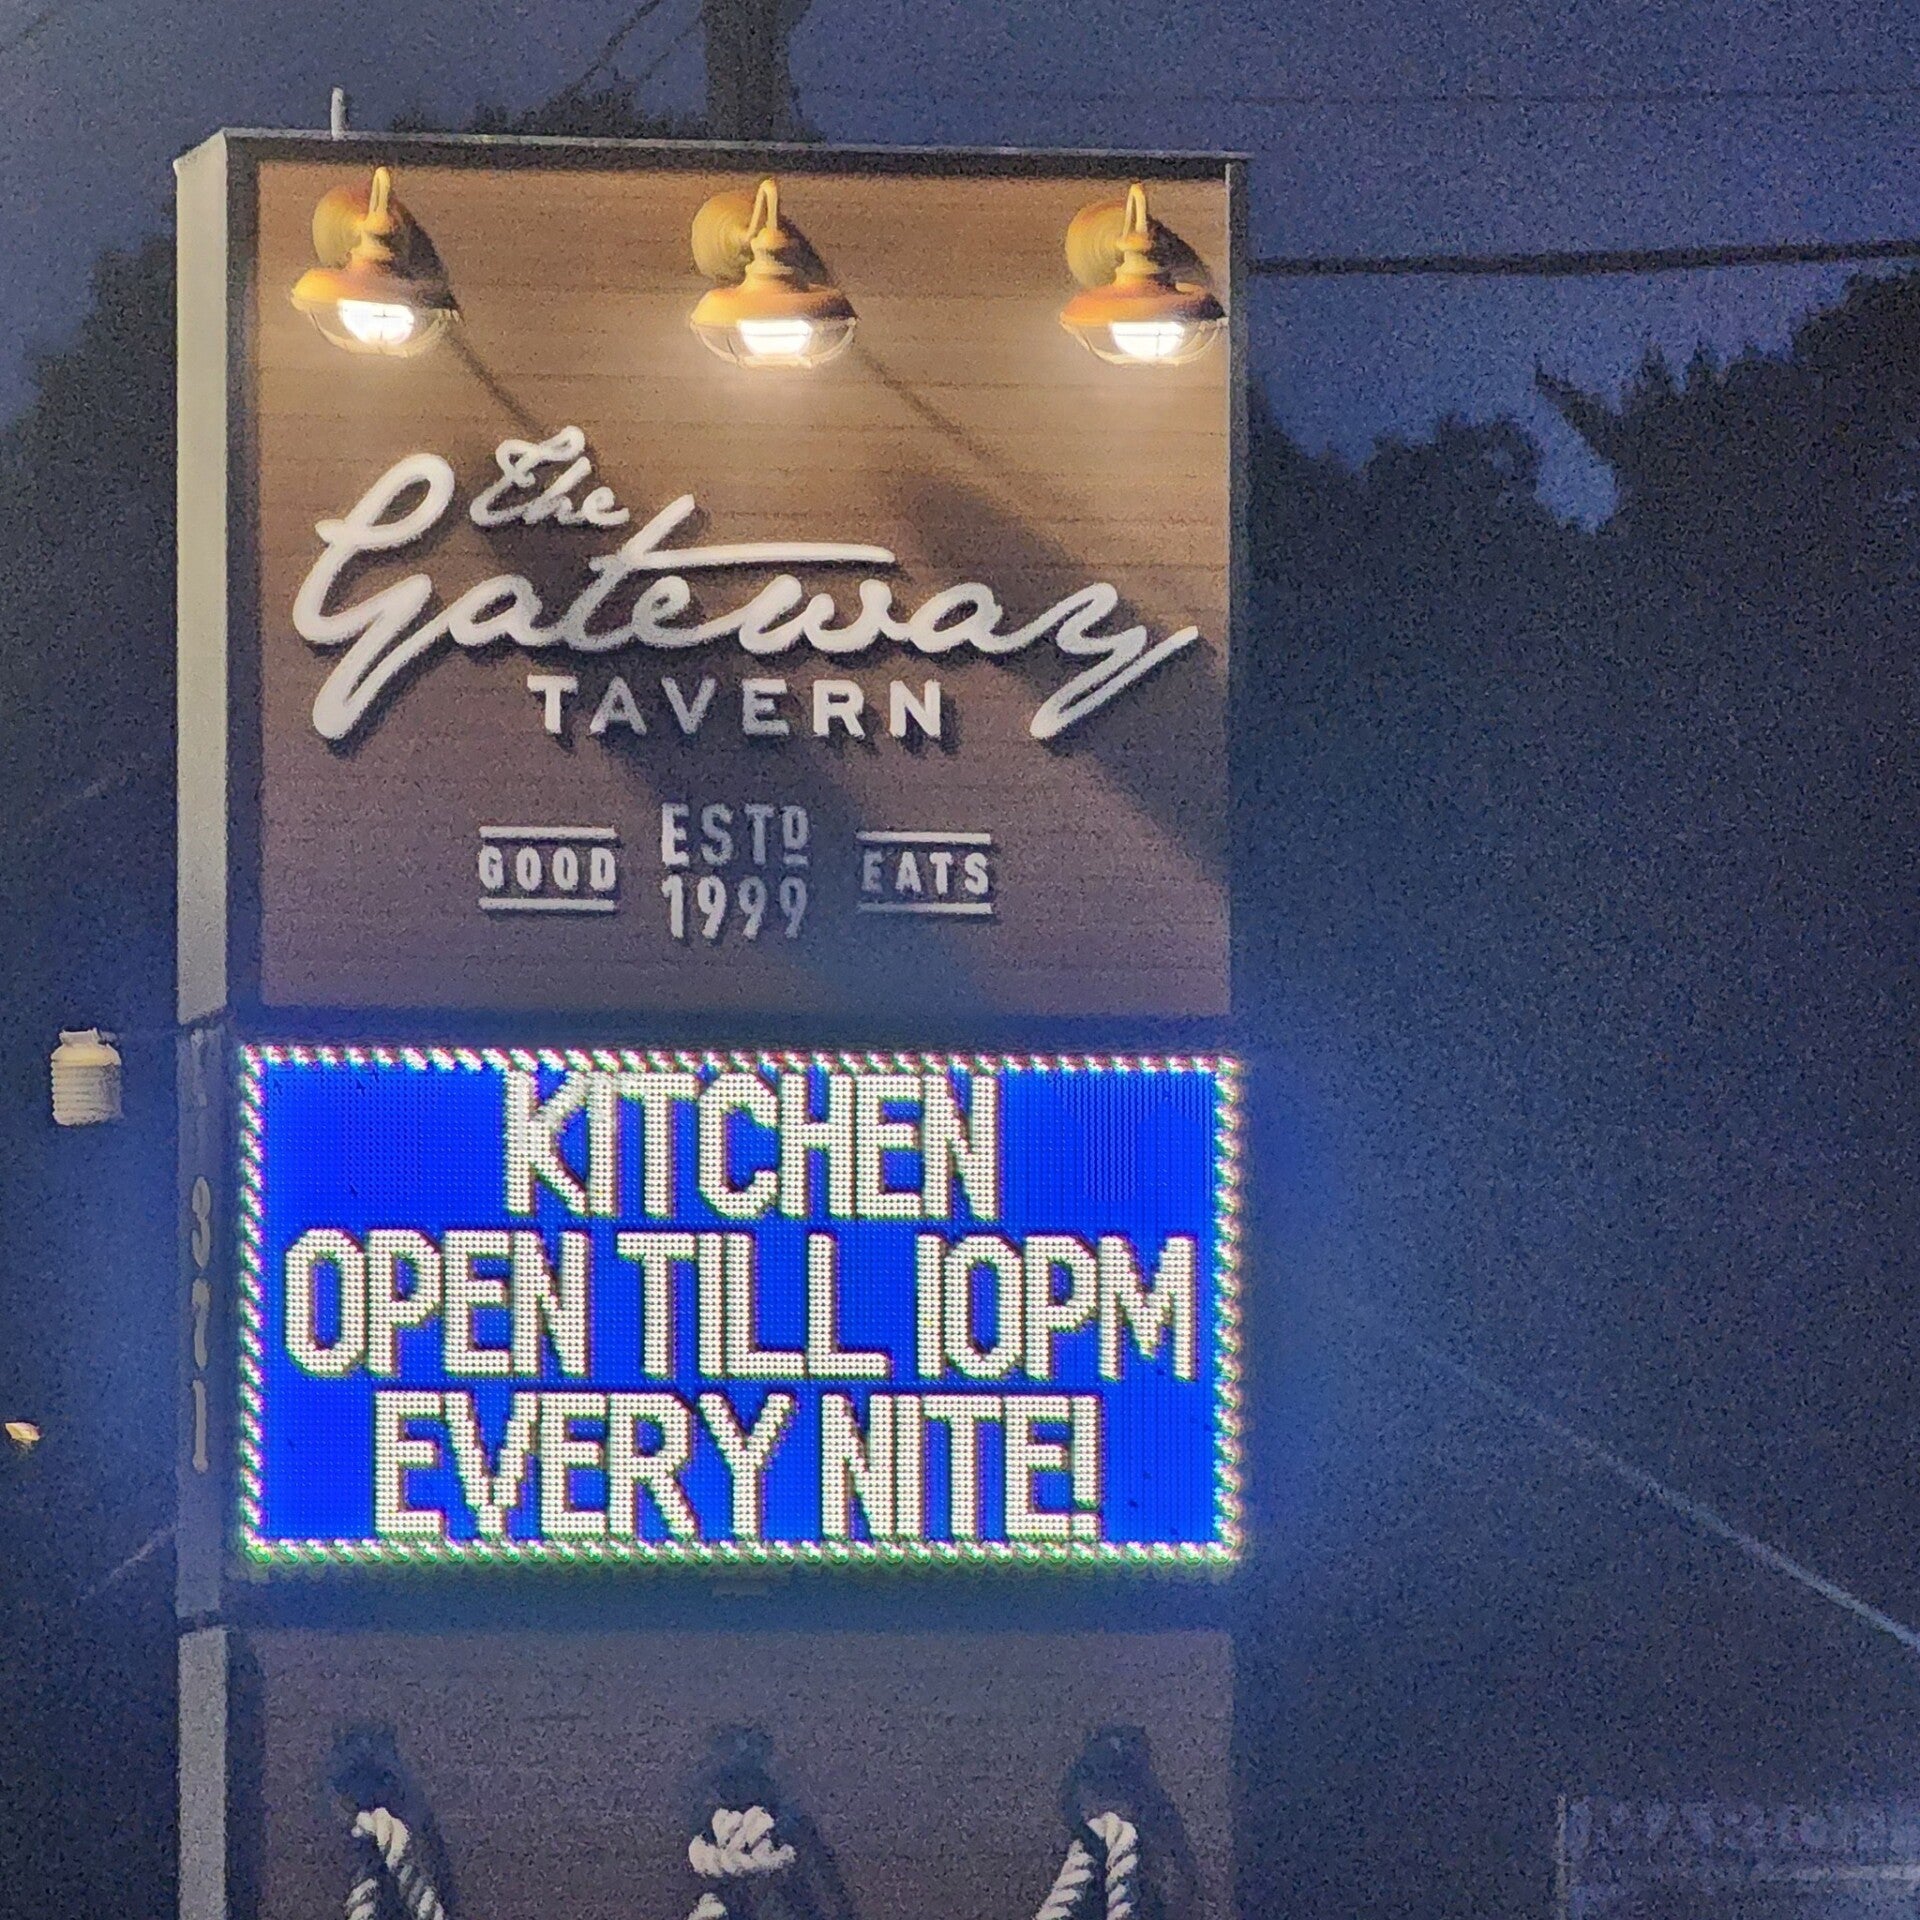 The
Gateway
TAVERN
GOOD ESTD 1999 EATS
KITCHEN
OPEN TILL 10PM
EVERY NITE!